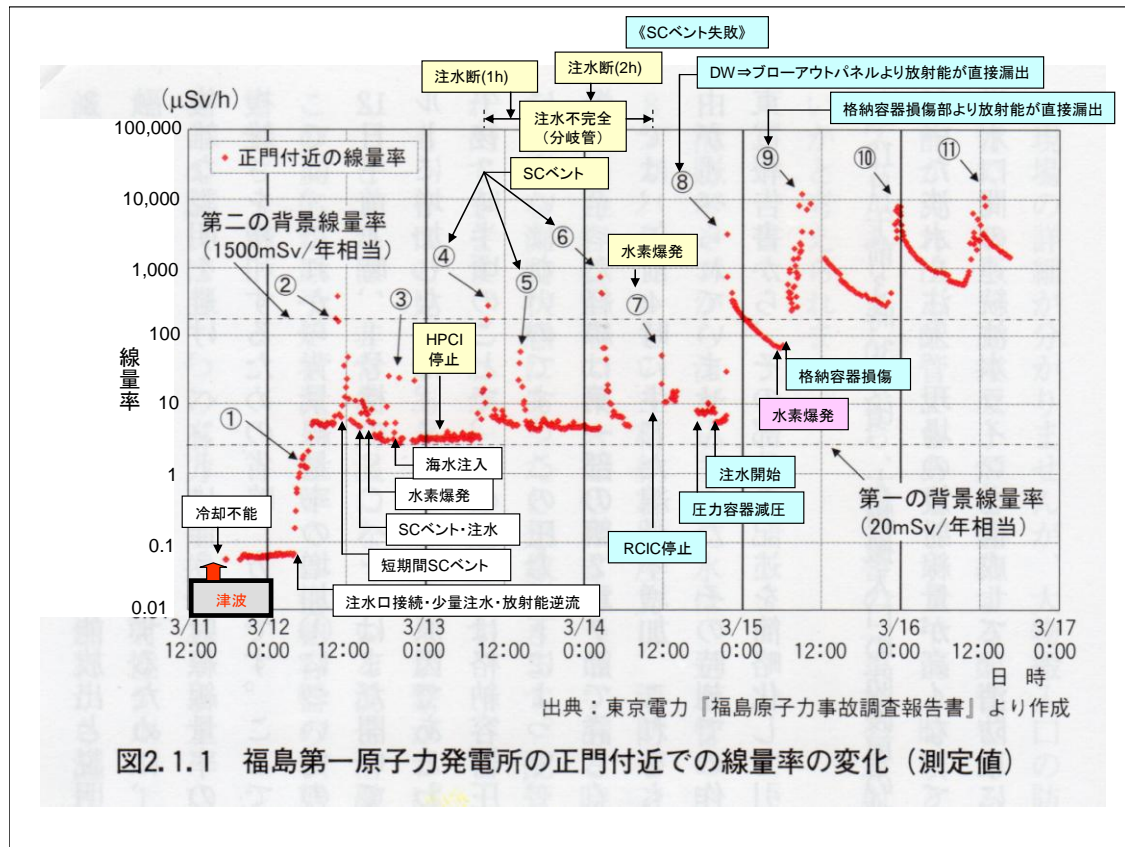 《SCベント失敗》
注水断(1h)
注水断(2h)
DW⇒ブローアウトパネルより放射能が直接漏出
格納容器損傷部より放射能が直接漏出
注水不完全
(分岐管)
SCベント
水素爆発
(μSv/h)
100,000
10,000
1,000
100
10
1
0.1
0.01
線量率
正門付近の線量率
第二の背景線量率
(1500mSv/年相当)
①
②
③
④
⑤
⑥
⑦
⑧
⑨
⑩
⑪
HPCI
停止
格納容器損傷
水素爆発
海水注入
水素爆発
SCベント・注水
短期間SCベント
注水口接続・少量注水・放射能逆流
冷却不能
津波
注水開始
圧力容器減圧
RCIC停止
第一の背景線量率
(20mSv/年相当)
3/11 3/12 3/13 3/14 3/15 3/16 3/17
12:00 0:00 12:00 0:00 12:00 0:00 12:00 0:00 12:00 0:00 12:00 0:00
日 時
出典:東京電力『福島原子力事故調査報告書』より作成
図2.1.1 福島第一原子力発電所の正門付近での線量率の変化(測定値)